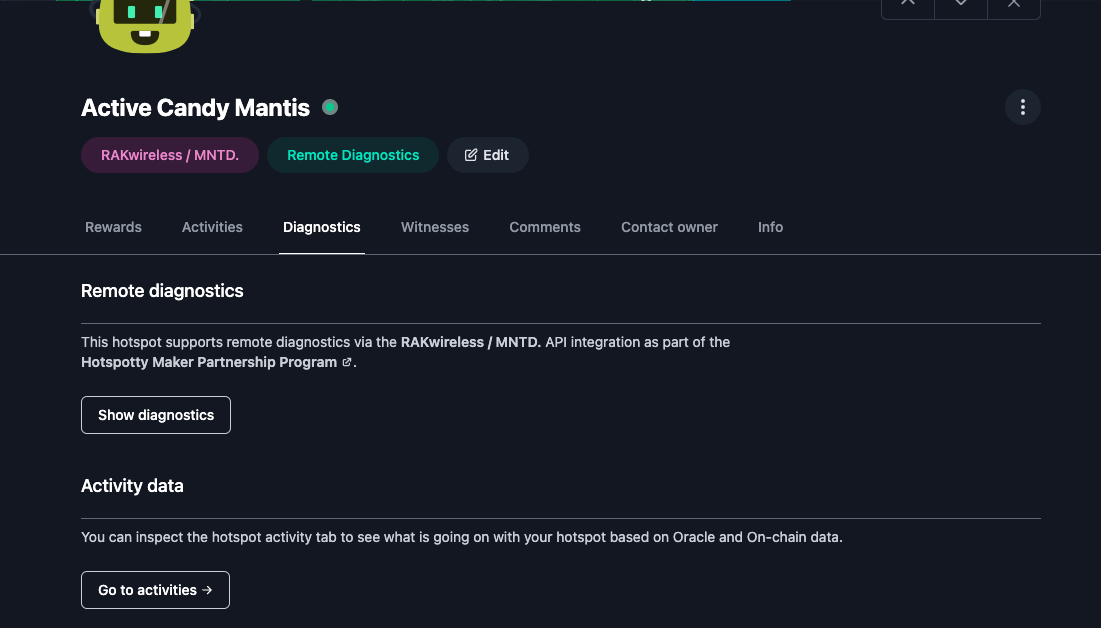 Active Candy Mantis
RAKwireless / MNTD.
Remote Diagnostics
Edit
Rewards
Activities
Diagnostics
Witnesses
Comments
Contact owner
Info
Remote diagnostics
This hotspot supports remote diagnostics via the RAKwireless / MNTD. API integration as part of the
Hotspotty Maker Partnership Program .
Show diagnostics
Activity data
You can inspect the hotspot activity tab to see what is going on with your hotspot based on Oracle and On-chain data.
Go to activities →